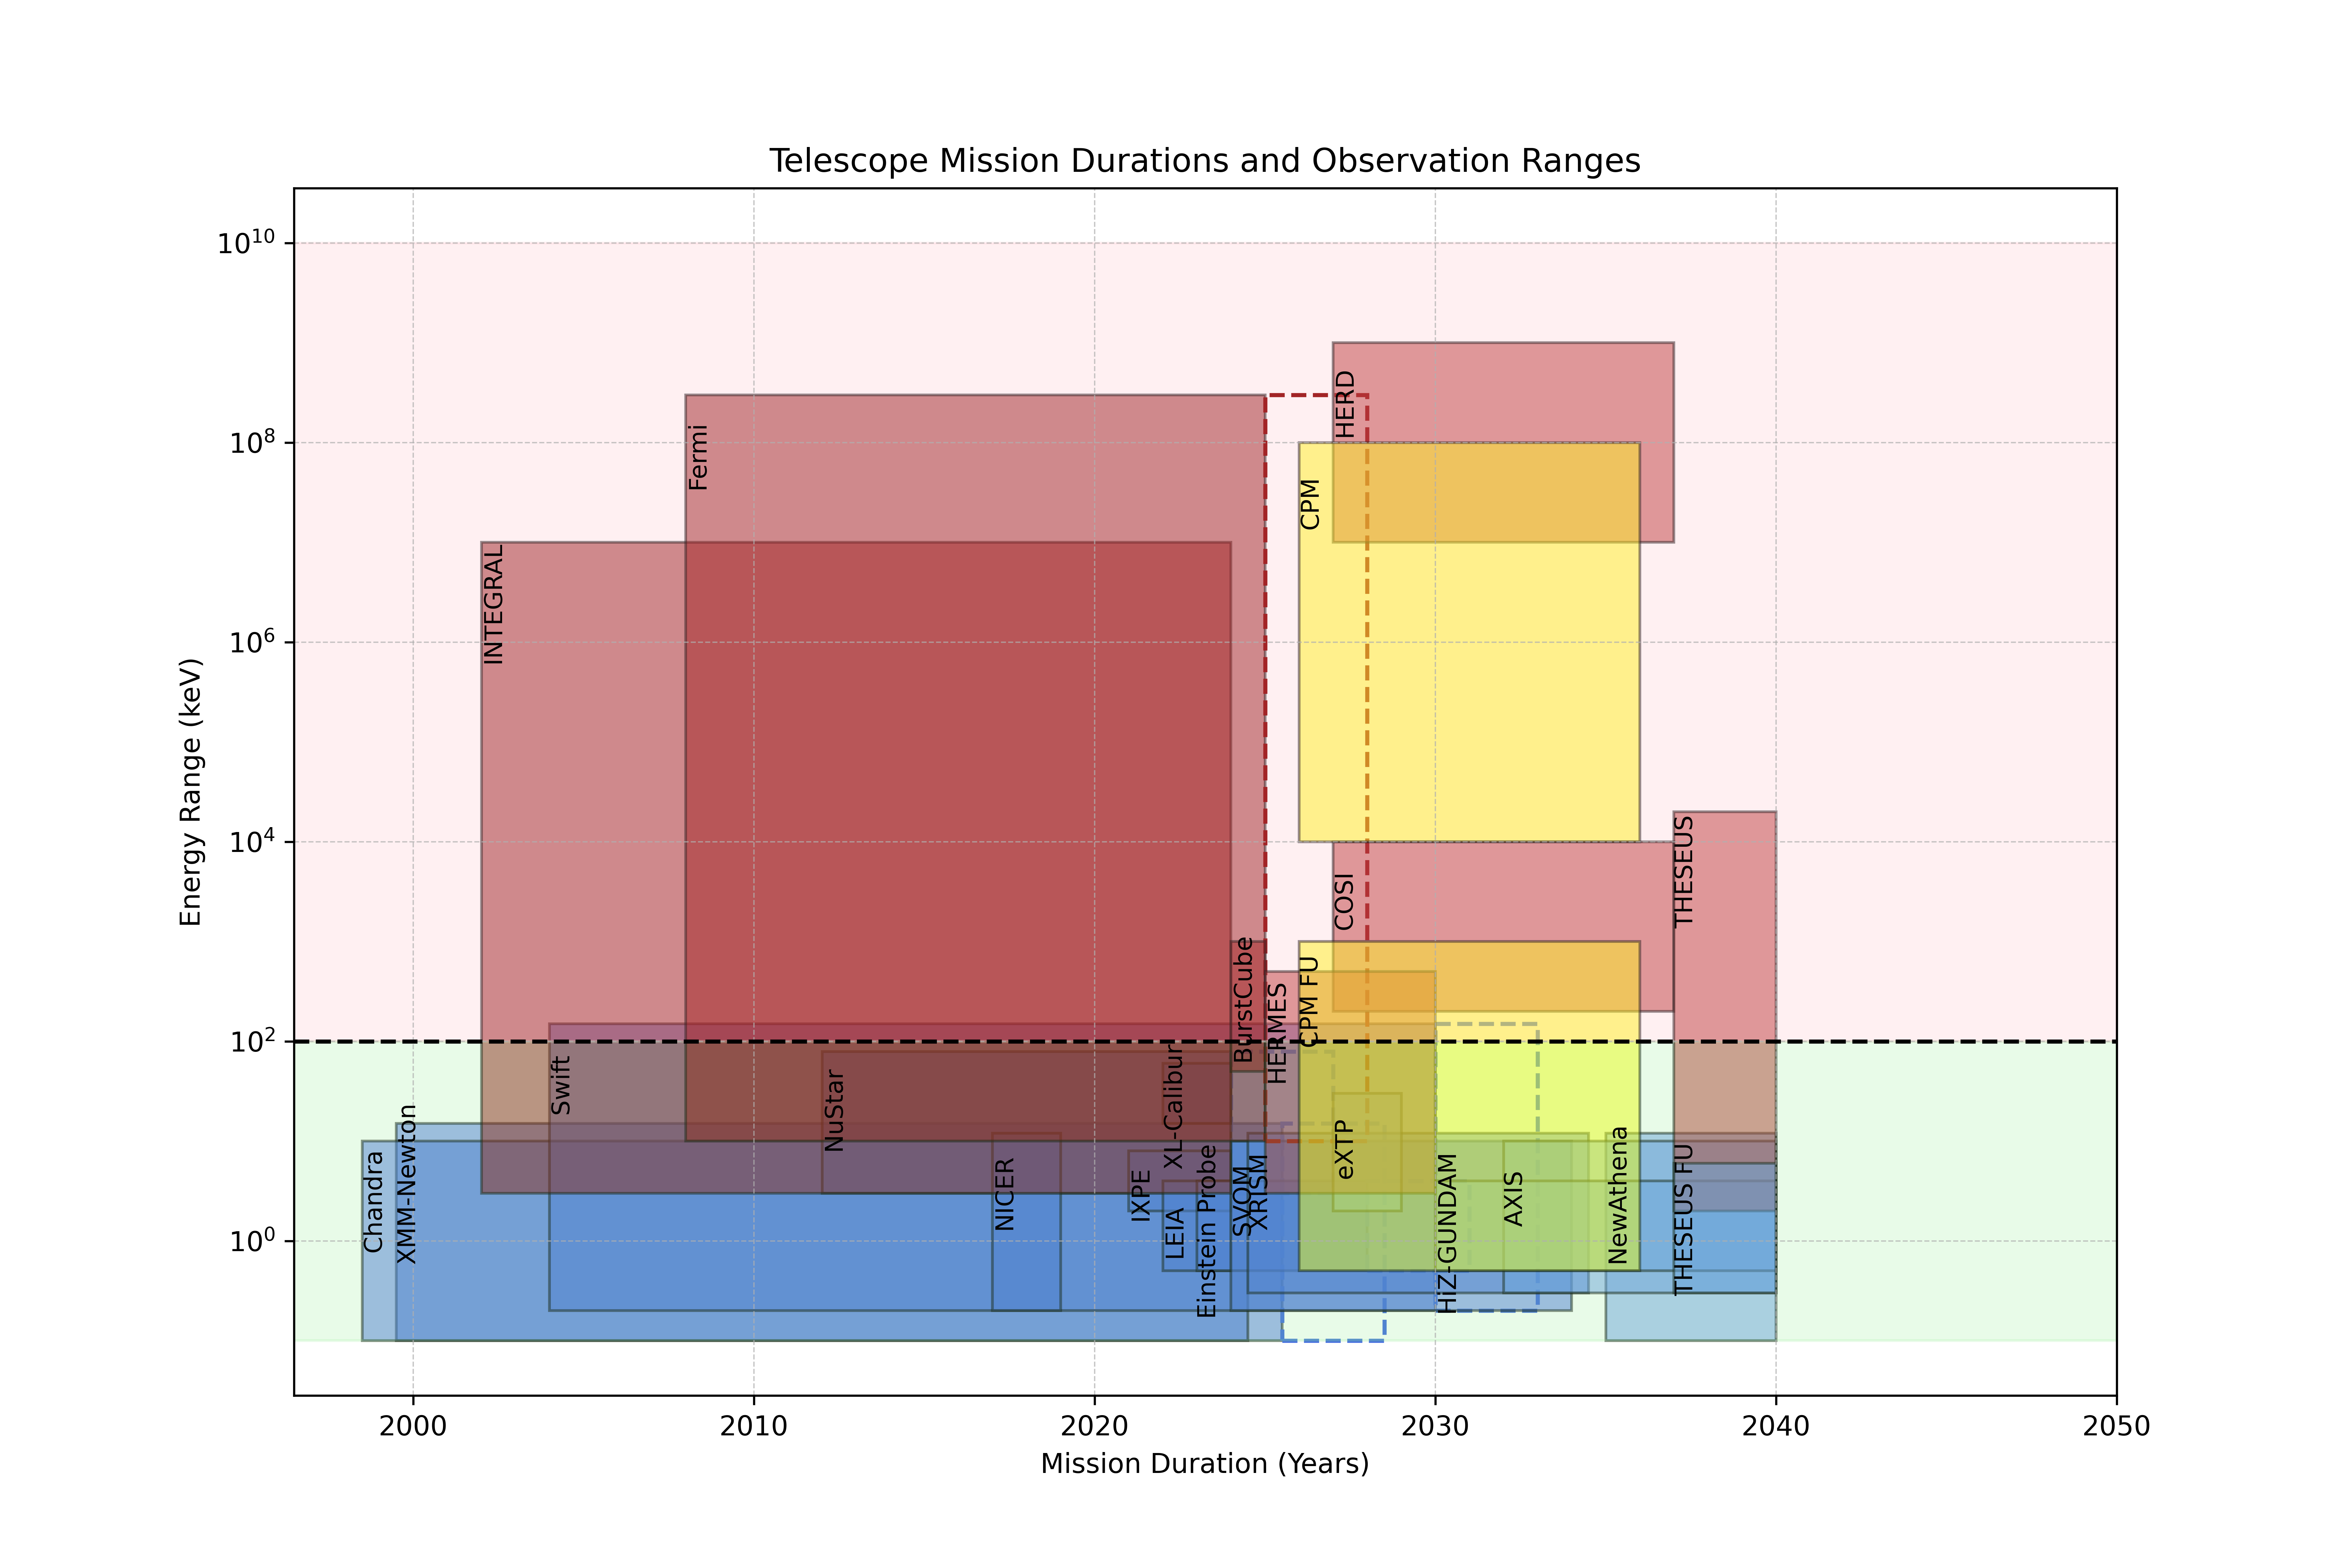 Telescope Mission Durations and Observation Ranges
10^10
10^8
10^6
10^4
10^2
10^0
Energy Range (keV)
HERD
Fermi
CPM
INTEGRAL
THESEUS
COSI
BurstCube
CPM FU
HERMES
Swift
XL-Calibur
NuStar
XMM-Newton
Chandra
NICER
IXPE
LEIA
Einstein Probe
SVOM
XRISM
eXTP
HiZ-GUNDAM
AXIS
NewAthena
THESEUS FU
2000
2010
2020
2030
2040
2050
Mission Duration (Years)